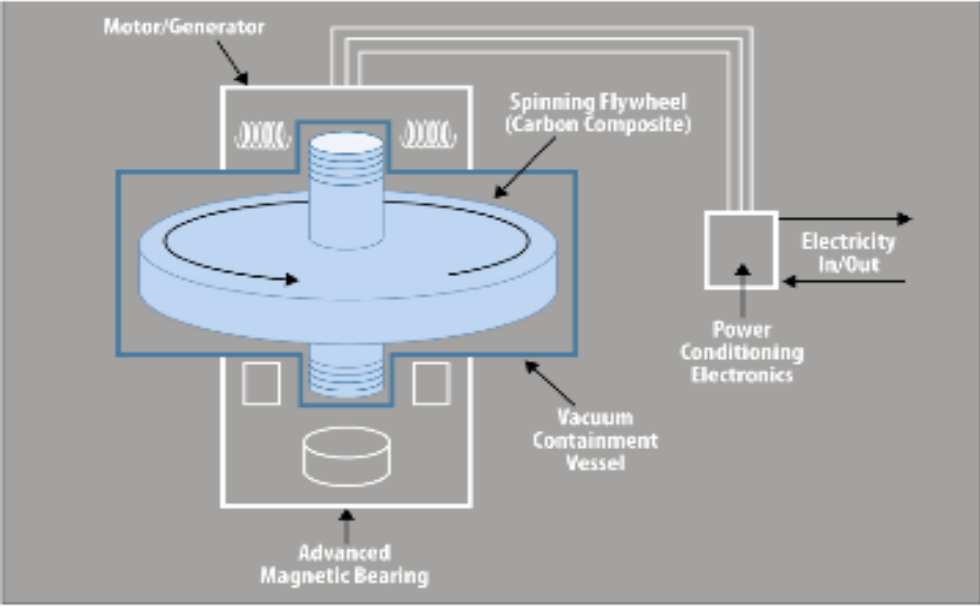 Motor/Generator
Spinning Flywheel
(Carbon Composite)
Electricity
In/Out
Power
Conditioning
Electronics
Vacuum
Containment
Vessel
Advanced
Magnetic Bearing